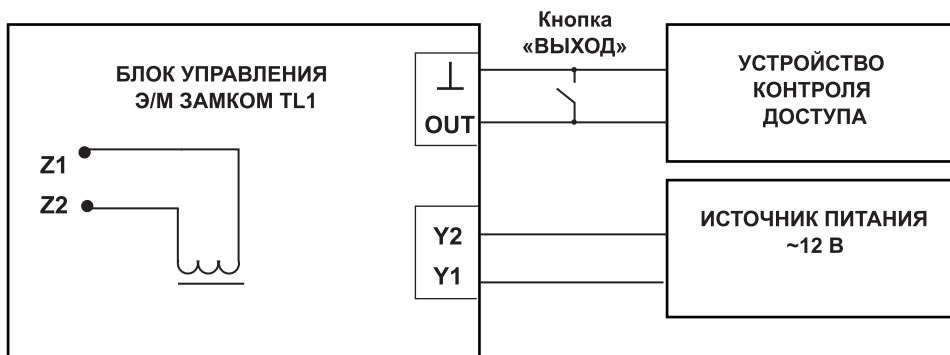 Кнопка
«ВЫХОД»
БЛОК УПРАВЛЕНИЯ
Э/М ЗАМКОМ TL1
Z1
Z2
⊥
OUT
Y2
Y1
УСТРОЙСТВО
КОНТРОЛЯ
ДОСТУПА
ИСТОЧНИК ПИТАНИЯ
~12 В